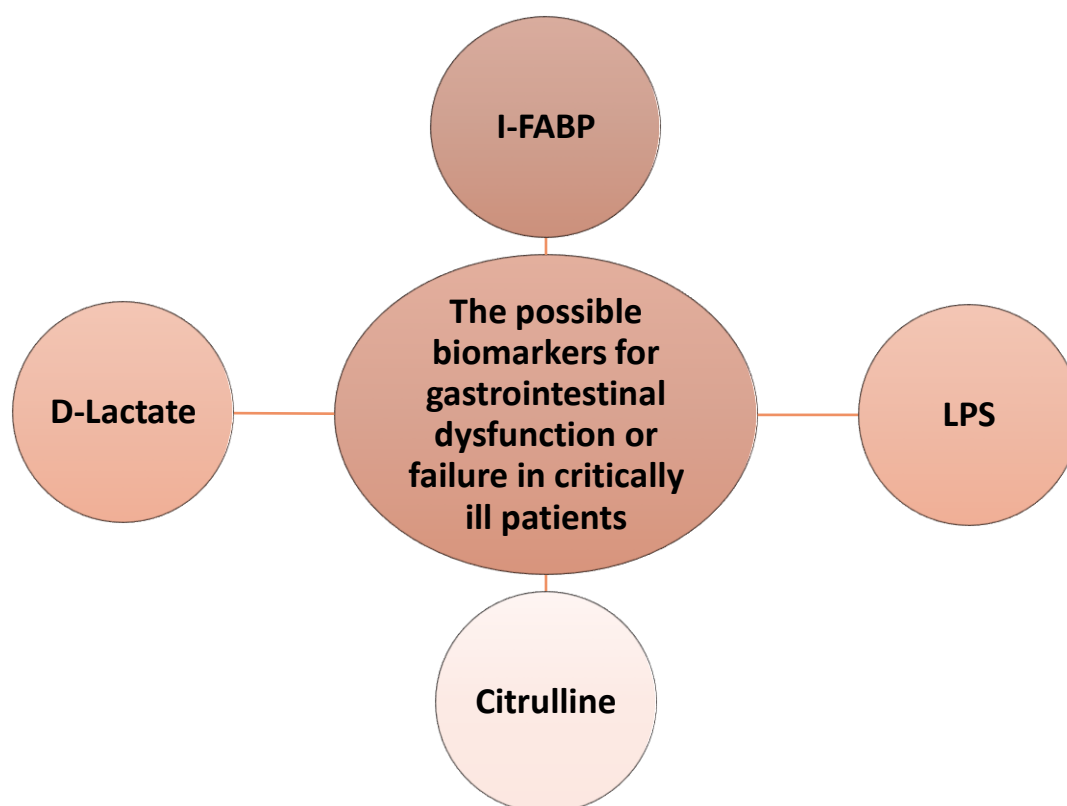 I-FABP
The possible
biomarkers for
gastrointestinal
dysfunction or
failure in critically
ill patients
D-Lactate
LPS
Citrulline